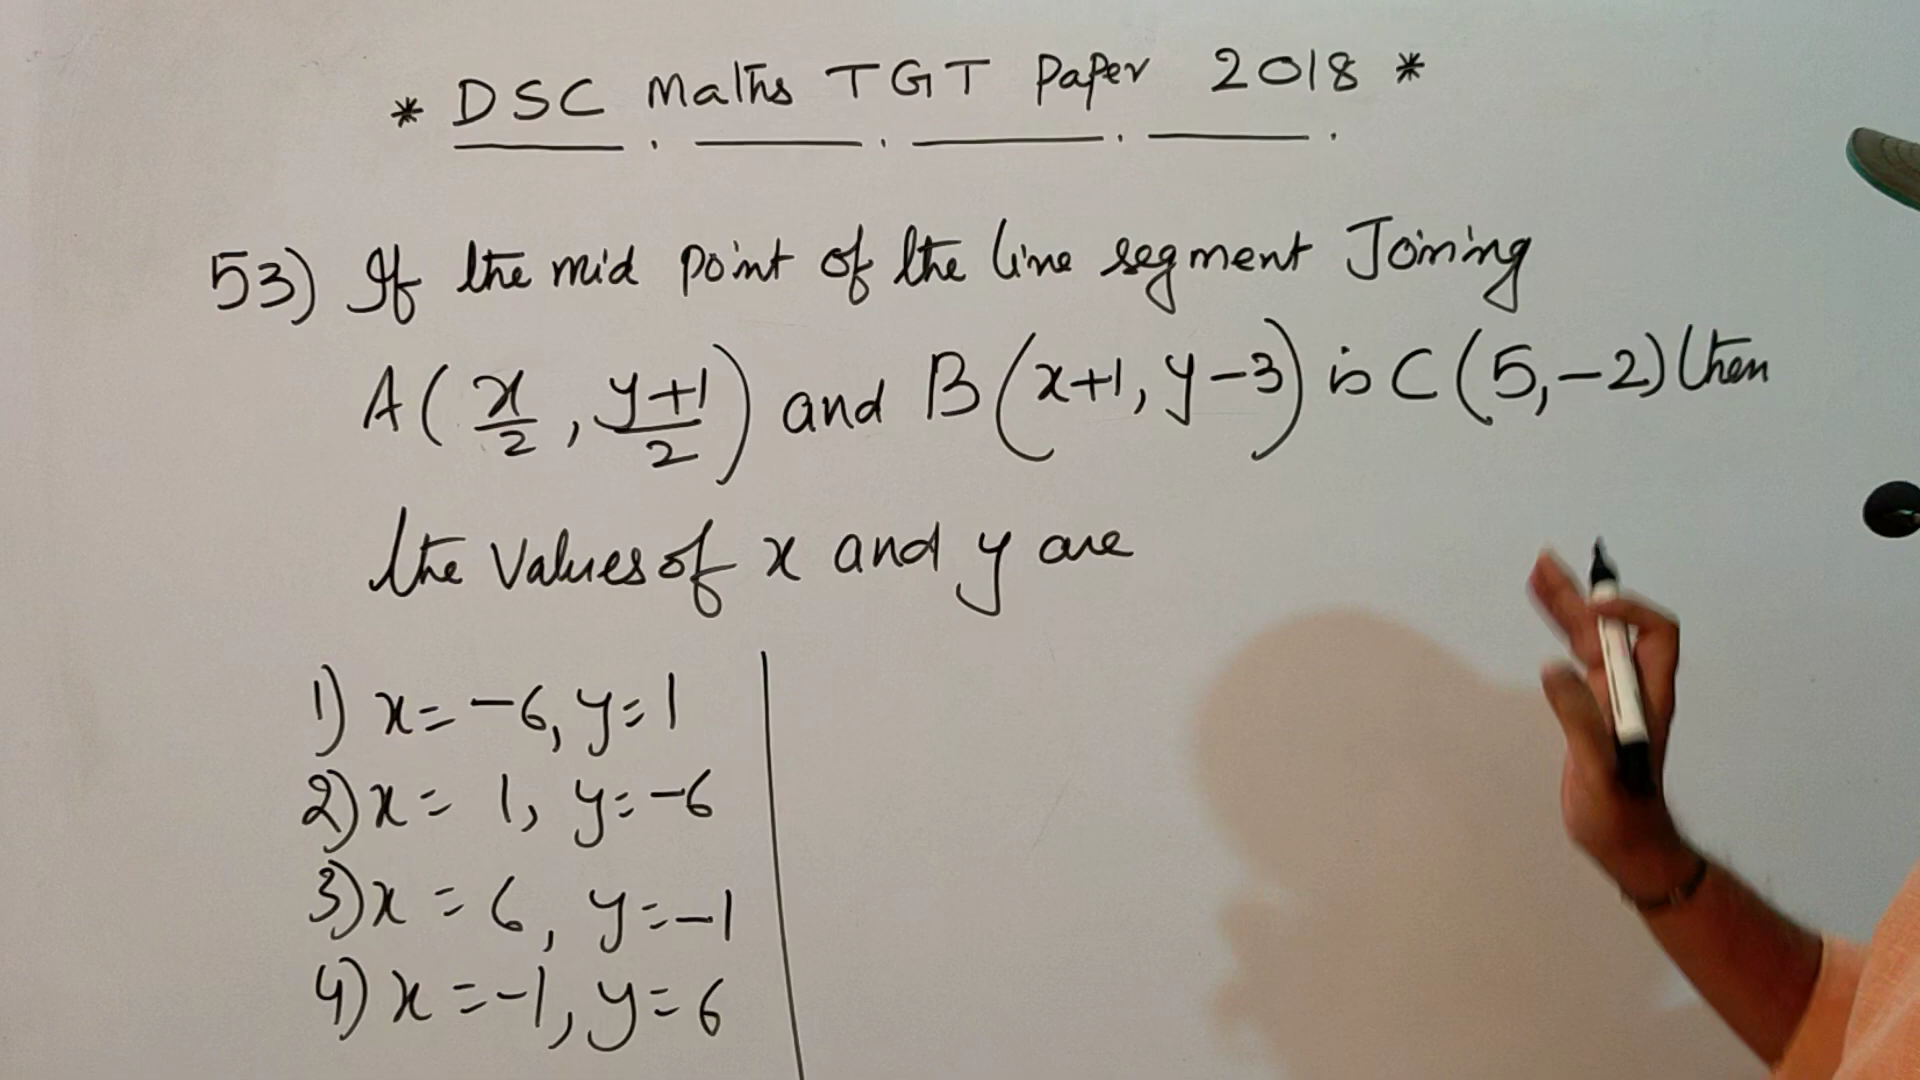 * DSC Maths TGT Paper 2018 *
53) If the mid point of the line segment Joining
A(x/2, y+1/2) and B(x+1, y-3) is C(5,-2) then
the values of x and y are
1) x=-6, y=1
2) x= 1, y=-6
3) x = 6, y=-1
4) x=-1, y=6